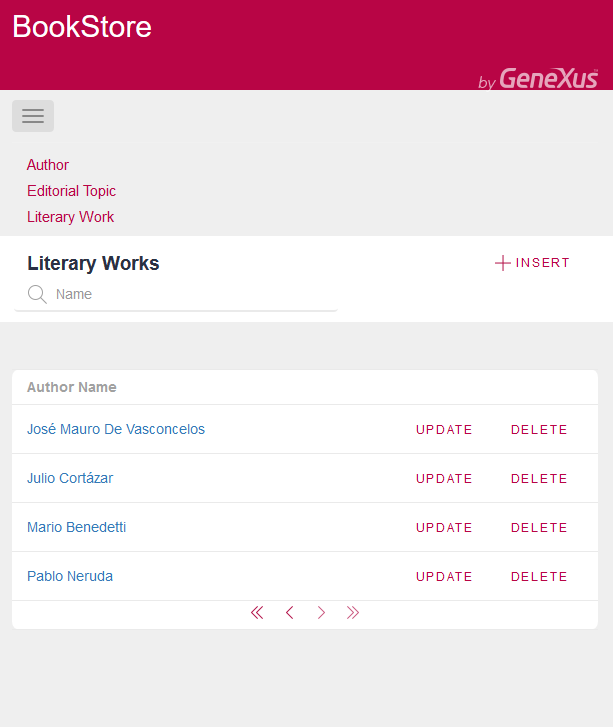 BookStore
by GeneXus™
Author
Editorial Topic
Literary Work
Literary Works
INSERT
Name
Author Name
José Mauro De Vasconcelos UPDATE DELETE
Julio Cortázar UPDATE DELETE
Mario Benedetti UPDATE DELETE
Pablo Neruda UPDATE DELETE